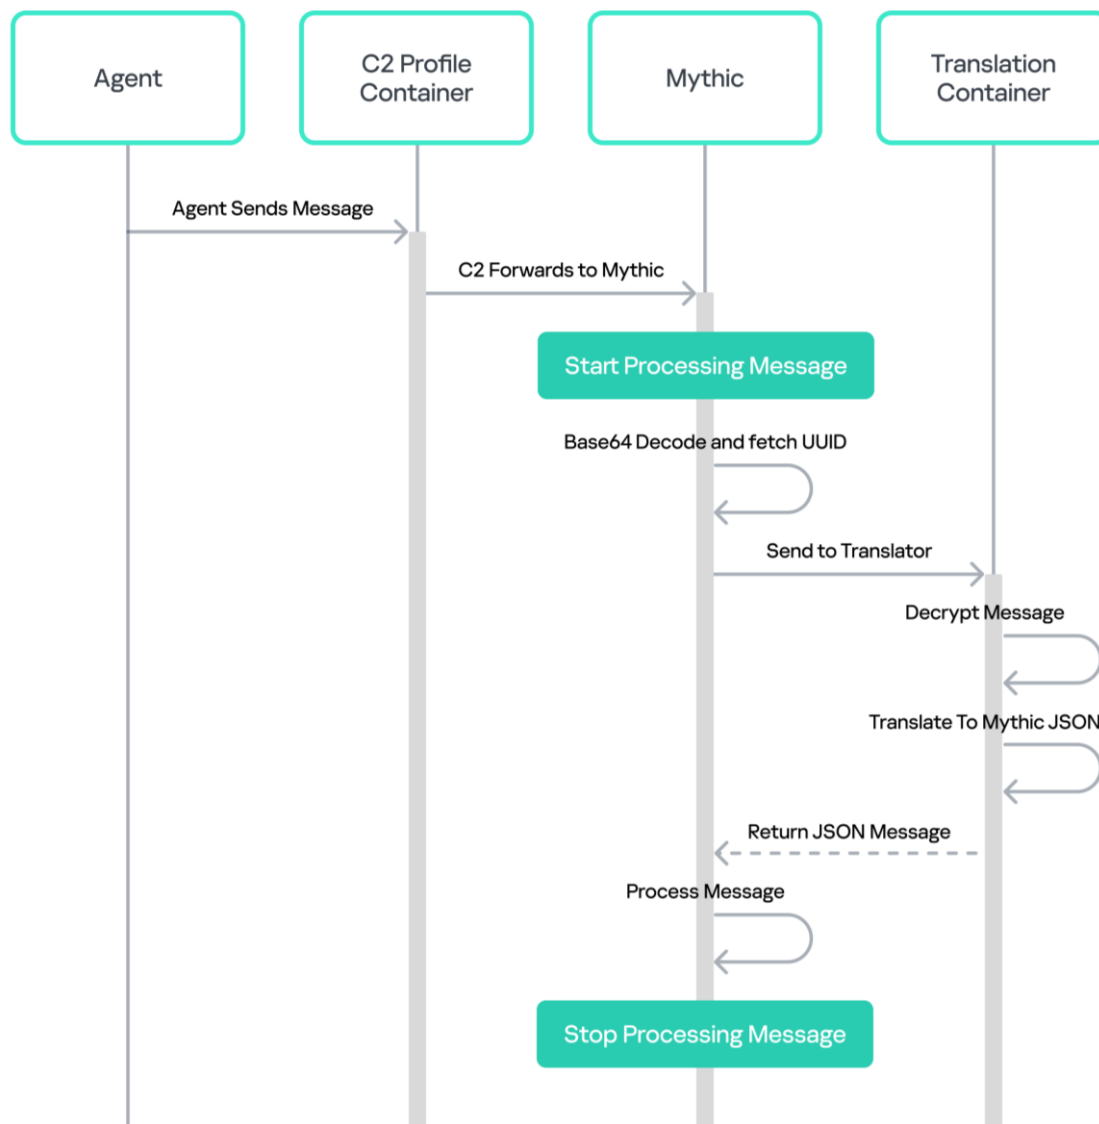 Agent
C2 Profile
Container
Mythic
Translation
Container
Agent Sends Message
C2 Forwards to Mythic
Start Processing Message
Base64 Decode and fetch UUID
Send to Translator
Decrypt Message
Translate To Mythic JSON
Return JSON Message
Process Message
Stop Processing Message